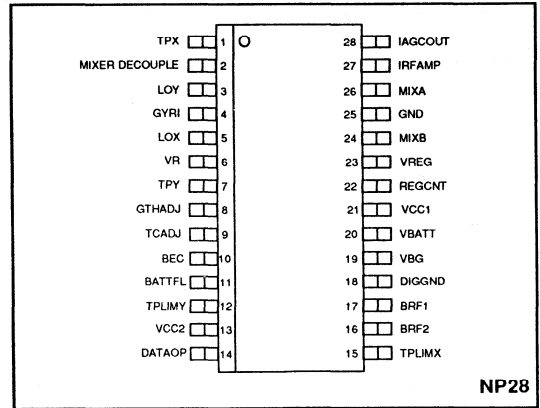 TPX 1 28 IAGCOUT
MIXER DECOUPLE 2 27 IRFAMP
LOY 3 26 MIXA
GYRI 4 25 GND
LOX 5 24 MIXB
VR 6 23 VREG
TPY 7 22 REGCNT
GTHADJ 8 21 VCC1
TCADJ 9 20 VBATT
BEC 10 19 VBG
BATTFL 11 18 DIGGND
TPLIMY 12 17 BRF1
VCC2 13 16 BRF2
DATAOP 14 15 TPLIMX
NP28